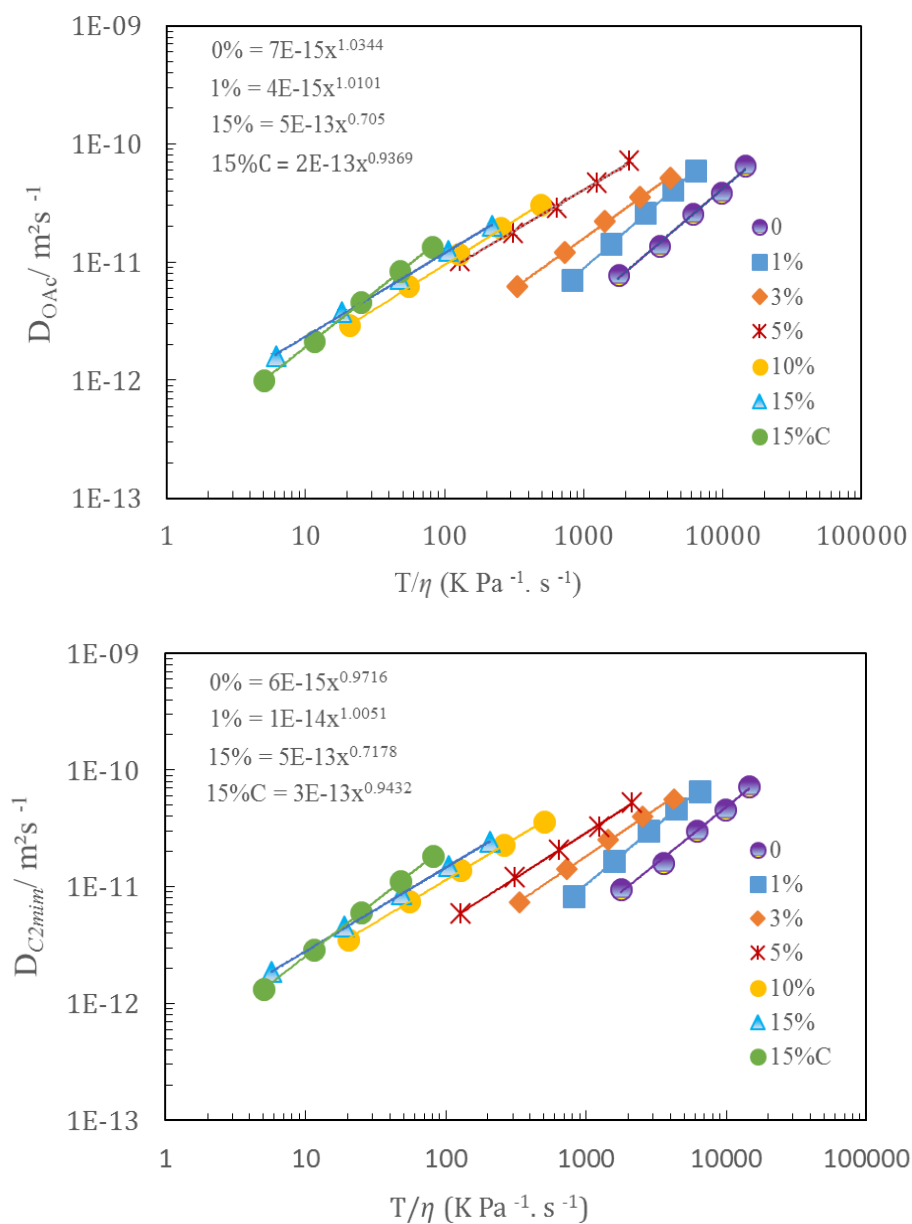 1E-09
1E-10
1E-11
1E-12
1E-13
D_OAc/ m²s ⁻¹
0% = 7E-15x^1.0344
1% = 4E-15x^1.0101
15% = 5E-13x^0.705
15%C = 2E-13x^0.9369
0
1%
3%
5%
10%
15%
15%C
1 10 100 1000 10000 100000
T/η (K Pa ⁻¹. s ⁻¹)
1E-09
1E-10
1E-11
1E-12
1E-13
D_C2mim/ m²s ⁻¹
0% = 6E-15x^0.9716
1% = 1E-14x^1.0051
15% = 5E-13x^0.7178
15%C = 3E-13x^0.9432
0
1%
3%
5%
10%
15%
15%C
1 10 100 1000 10000 100000
T/η (K Pa ⁻¹. s ⁻¹)